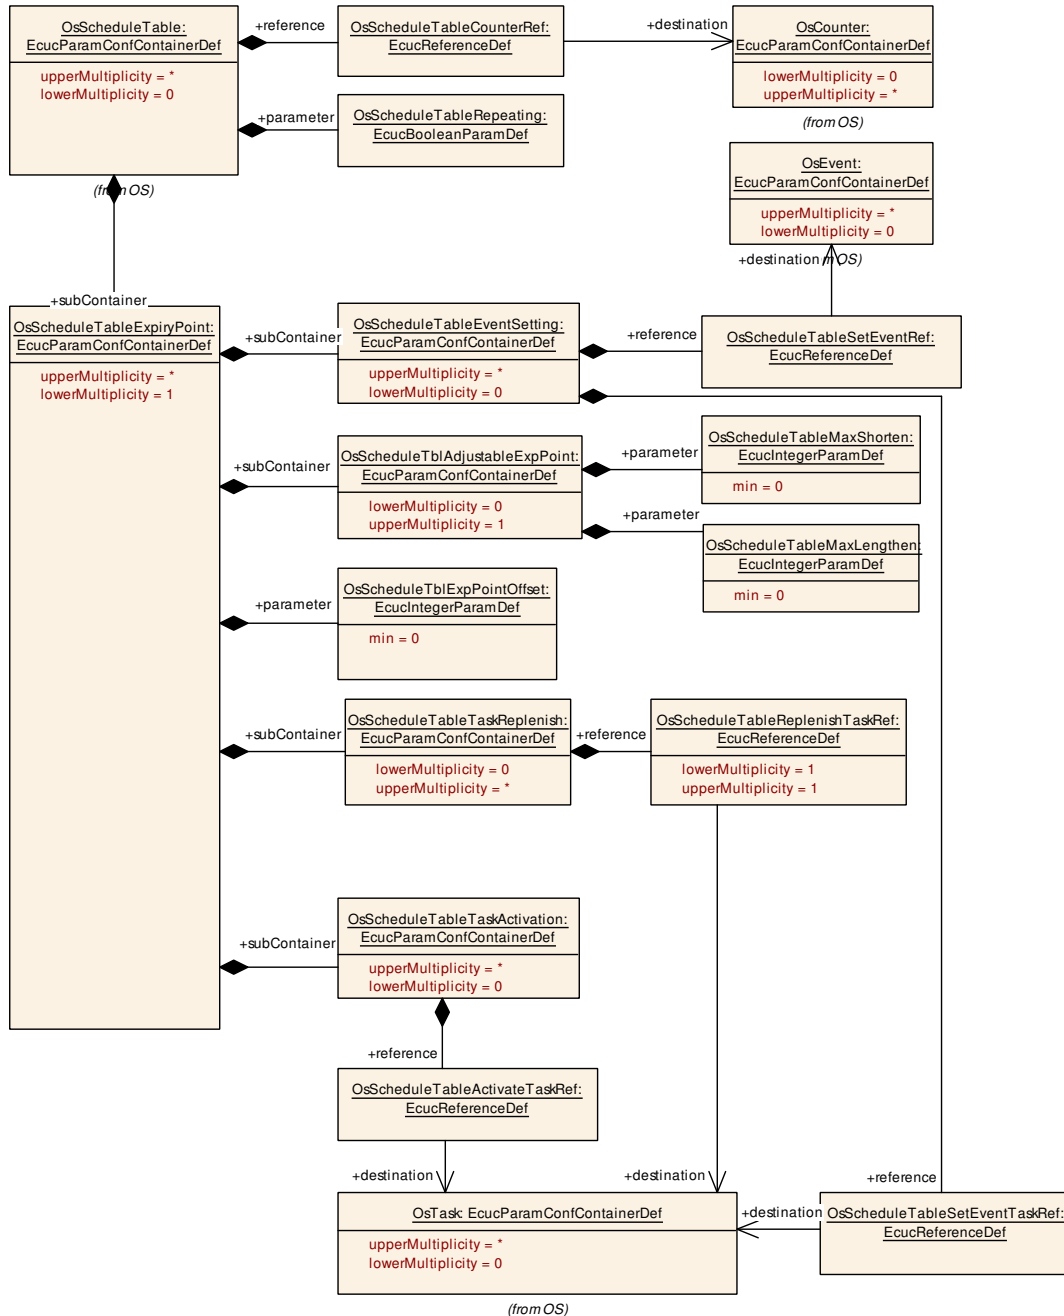 OsScheduleTable:
EcucParamConfContainerDef
upperMultiplicity = *
lowerMultiplicity = 0
(from OS)
+reference
OsScheduleTableCounterRef:
EcucReferenceDef
+destination
OsCounter:
EcucParamConfContainerDef
lowerMultiplicity = 0
upperMultiplicity = *
(from OS)
+parameter
OsScheduleTableRepeating:
EcucBooleanParamDef
OsEvent:
EcucParamConfContainerDef
upperMultiplicity = *
lowerMultiplicity = 0
+destination
m OS)
+subContainer
OsScheduleTableExpiryPoint:
EcucParamConfContainerDef
upperMultiplicity = *
lowerMultiplicity = 1
+subContainer
OsScheduleTableEventSetting:
EcucParamConfContainerDef
upperMultiplicity = *
lowerMultiplicity = 0
+reference
OsScheduleTableSetEventRef:
EcucReferenceDef
+subContainer
OsScheduleTblAdjustableExpPoint:
EcucParamConfContainerDef
lowerMultiplicity = 0
upperMultiplicity = 1
+parameter
OsScheduleTableMaxShorten:
EcucIntegerParamDef
min = 0
+parameter
OsScheduleTableMaxLengthen:
EcucIntegerParamDef
min = 0
+parameter
OsScheduleTblExpPointOffset:
EcucIntegerParamDef
min = 0
+subContainer
OsScheduleTableTaskReplenish:
EcucParamConfContainerDef
lowerMultiplicity = 0
upperMultiplicity = *
+reference
OsScheduleTableReplenishTaskRef:
EcucReferenceDef
lowerMultiplicity = 1
upperMultiplicity = 1
+subContainer
OsScheduleTableTaskActivation:
EcucParamConfContainerDef
upperMultiplicity = *
lowerMultiplicity = 0
+reference
OsScheduleTableActivateTaskRef:
EcucReferenceDef
+destination
+destination
+reference
OsTask: EcucParamConfContainerDef
upperMultiplicity = *
lowerMultiplicity = 0
(from OS)
+destination
OsScheduleTableSetEventTaskRef:
EcucReferenceDef